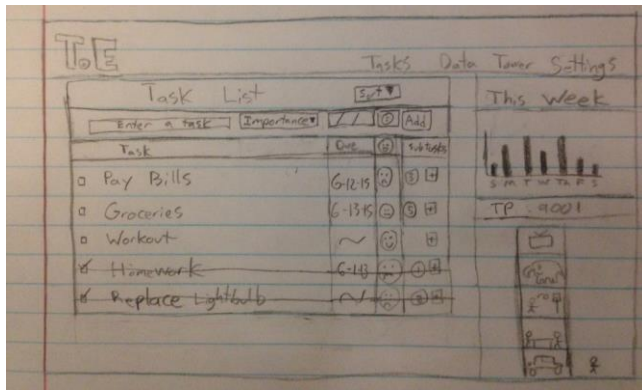 T.E
Tasks Data Tower Settings
Task List Sort
Enter a task Importance / / Add
Task Due subtasks
Pay Bills 6-12-15
Groceries 6-13-15
Workout
Homework
Replace Lightbulb
This Week
S M T W Th F S
TP: 9001